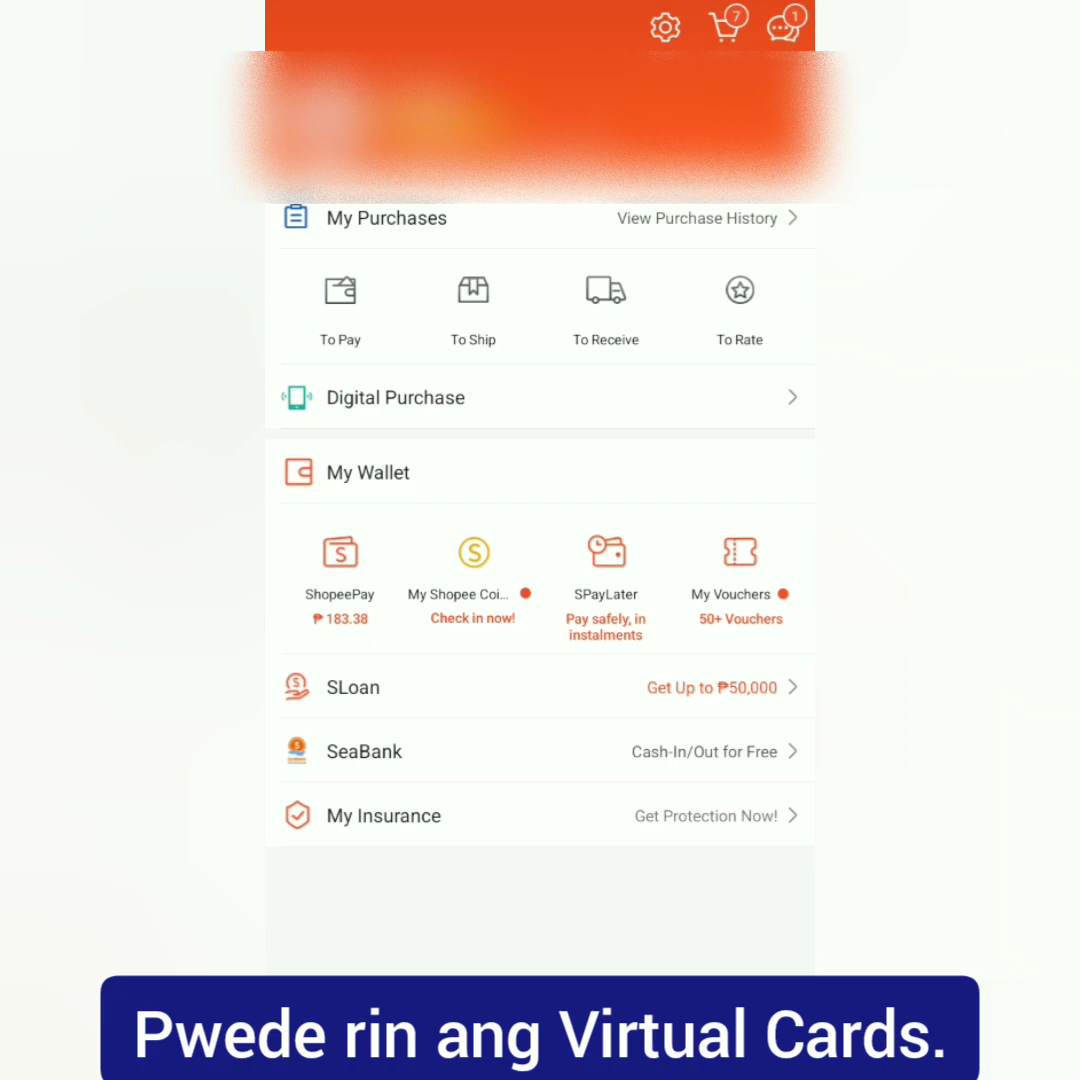 7
1
My Purchases
View Purchase History
To Pay
To Ship
To Receive
To Rate
Digital Purchase
My Wallet
ShopeePay
₱ 183.38
My Shopee Coi...
Check in now!
SPayLater
Pay safely, in
instalments
My Vouchers
50+ Vouchers
SLoan
Get Up to ₱50,000
SeaBank
Cash-In/Out for Free
My Insurance
Get Protection Now!
Pwede rin ang Virtual Cards.